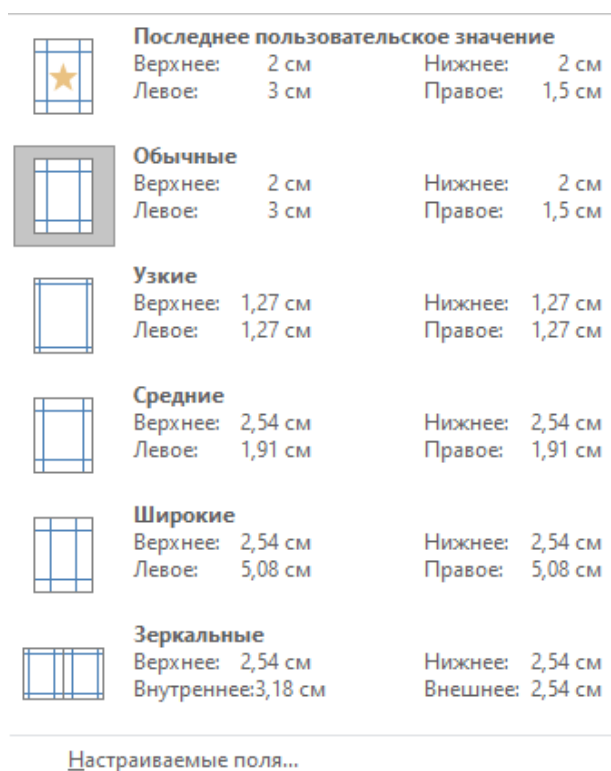 Последнее пользовательское значение
Верхнее: 2 см Нижнее: 2 см
Левое: 3 см Правое: 1,5 см
Обычные
Верхнее: 2 см Нижнее: 2 см
Левое: 3 см Правое: 1,5 см
Узкие
Верхнее: 1,27 см Нижнее: 1,27 см
Левое: 1,27 см Правое: 1,27 см
Средние
Верхнее: 2,54 см Нижнее: 2,54 см
Левое: 1,91 см Правое: 1,91 см
Широкие
Верхнее: 2,54 см Нижнее: 2,54 см
Левое: 5,08 см Правое: 5,08 см
Зеркальные
Верхнее: 2,54 см Нижнее: 2,54 см
Внутреннее:3,18 см Внешнее: 2,54 см
Настраиваемые поля...